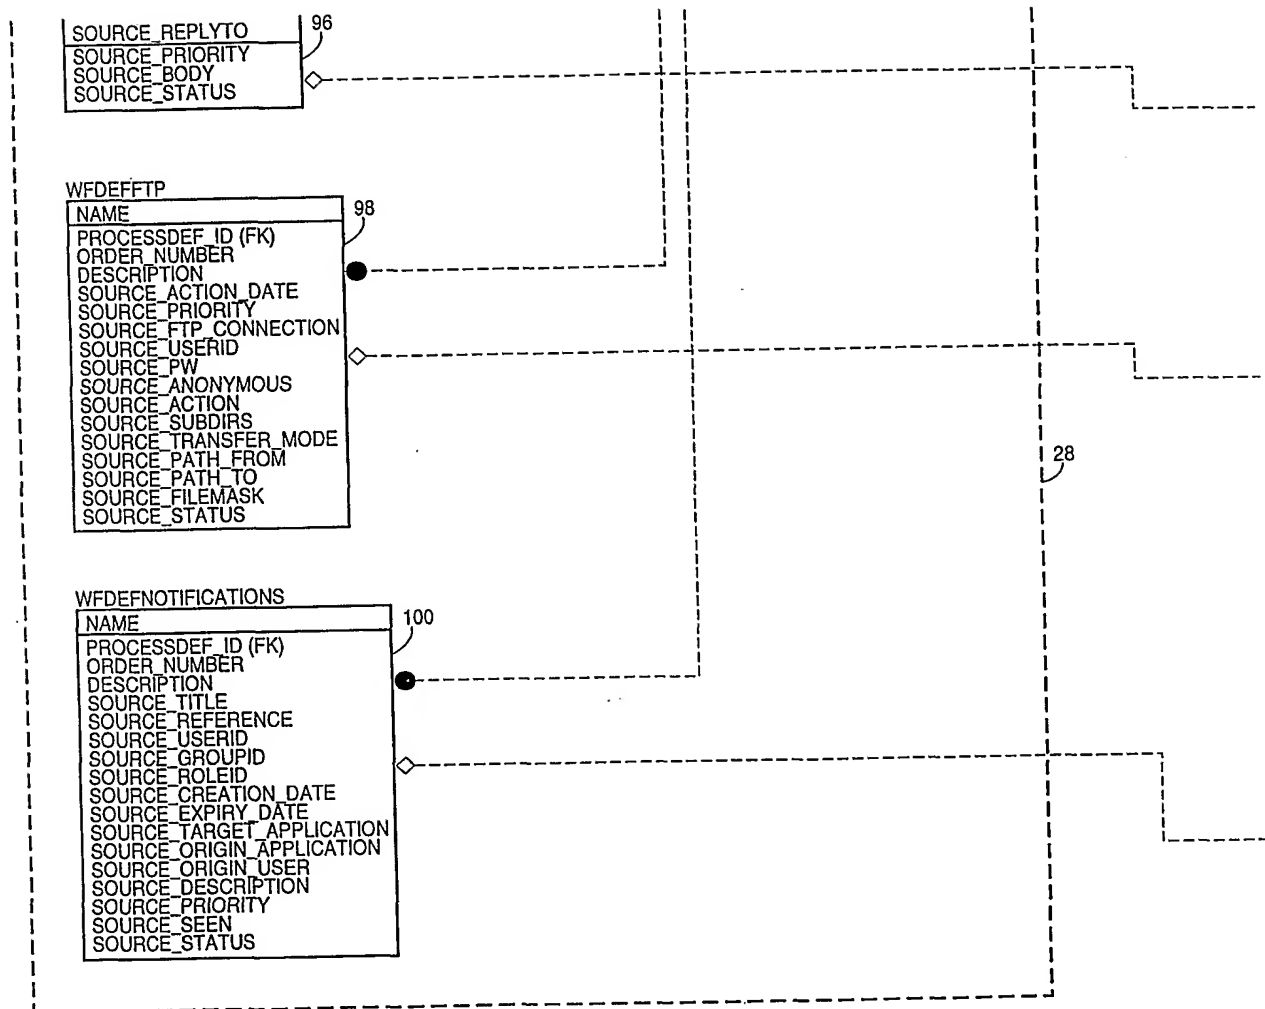 SOURCE_REPLYTO
96
SOURCE_PRIORITY
SOURCE_BODY
SOURCE_STATUS
WFDEFFTP
NAME
98
PROCESSDEF_ID (FK)
ORDER_NUMBER
DESCRIPTION
SOURCE_ACTION_DATE
SOURCE_PRIORITY
SOURCE_FTP_CONNECTION
SOURCE_USERID
SOURCE_PW
SOURCE_ANONYMOUS
SOURCE_ACTION
SOURCE_SUBDIRS
SOURCE_TRANSFER_MODE
SOURCE_PATH_FROM
SOURCE_PATH_TO
SOURCE_FILEMASK
SOURCE_STATUS
28
WFDEFNOTIFICATIONS
NAME
100
PROCESSDEF_ID (FK)
ORDER_NUMBER
DESCRIPTION
SOURCE_TITLE
SOURCE_REFERENCE
SOURCE_USERID
SOURCE_GROUPID
SOURCE_ROLEID
SOURCE_CREATION_DATE
SOURCE_EXPIRY_DATE
SOURCE_TARGET_APPLICATION
SOURCE_ORIGIN_APPLICATION
SOURCE_ORIGIN_USER
SOURCE_DESCRIPTION
SOURCE_PRIORITY
SOURCE_SEEN
SOURCE_STATUS